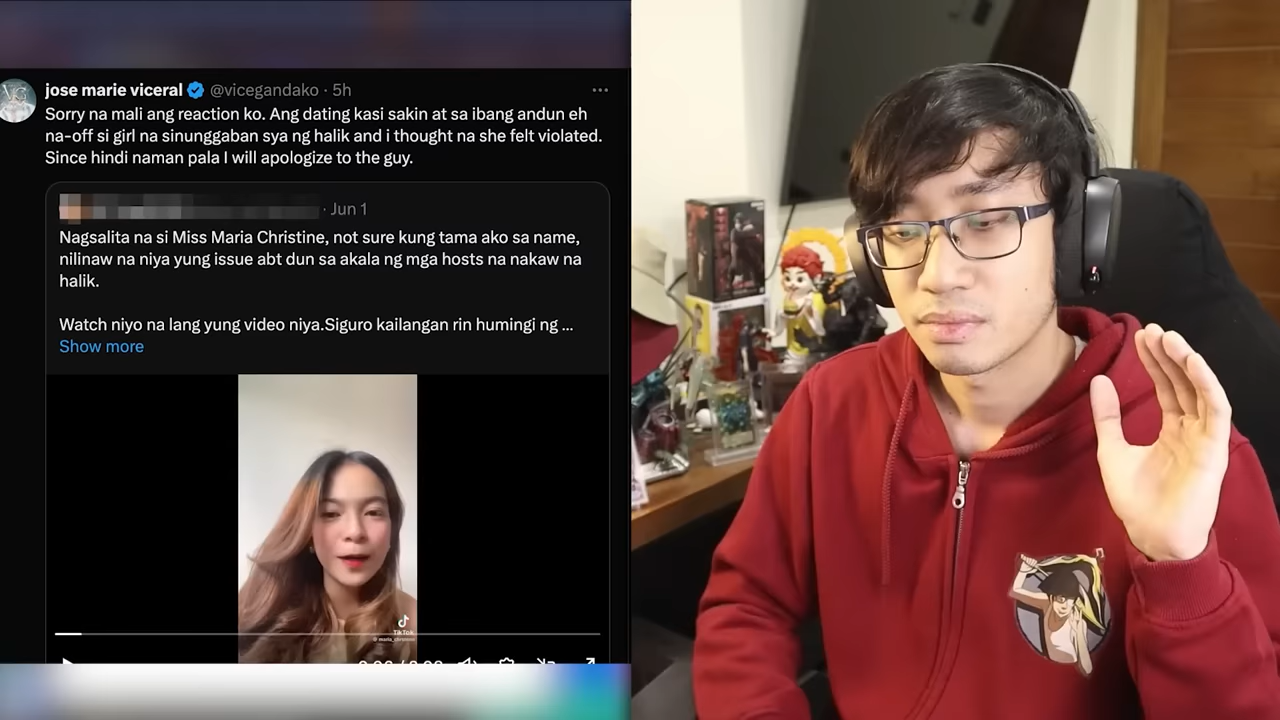 jose marie viceral @vicegandako · 5h
Sorry na mali ang reaction ko. Ang dating kasi sakin at sa ibang andun eh
na-off si girl na sinunggaban sya ng halik and i thought na she felt violated.
Since hindi naman pala I will apologize to the guy.
· Jun 1
Nagsalita na si Miss Maria Christine, not sure kung tama ako sa name,
nilinaw na niya yung issue abt dun sa akala ng mga hosts na nakaw na
halik.
Watch niyo na lang yung video niya.Siguro kailangan rin humingi ng ...
Show more
TikTok